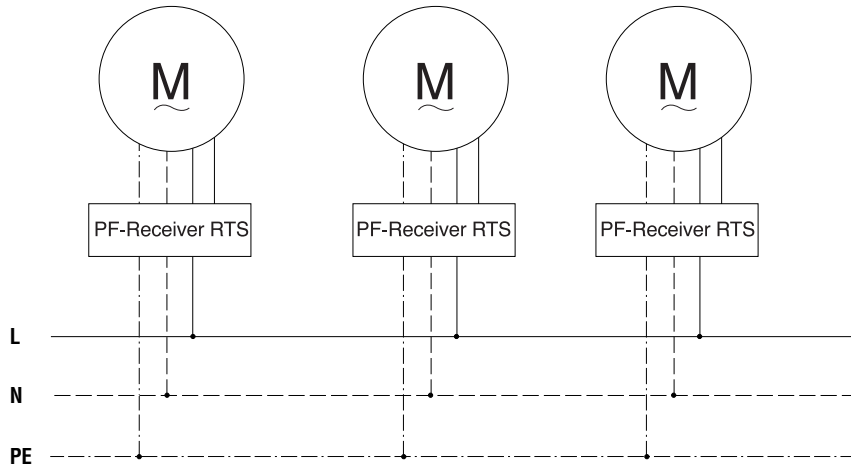 M M M
PF-Receiver RTS PF-Receiver RTS PF-Receiver RTS
L
N
PE